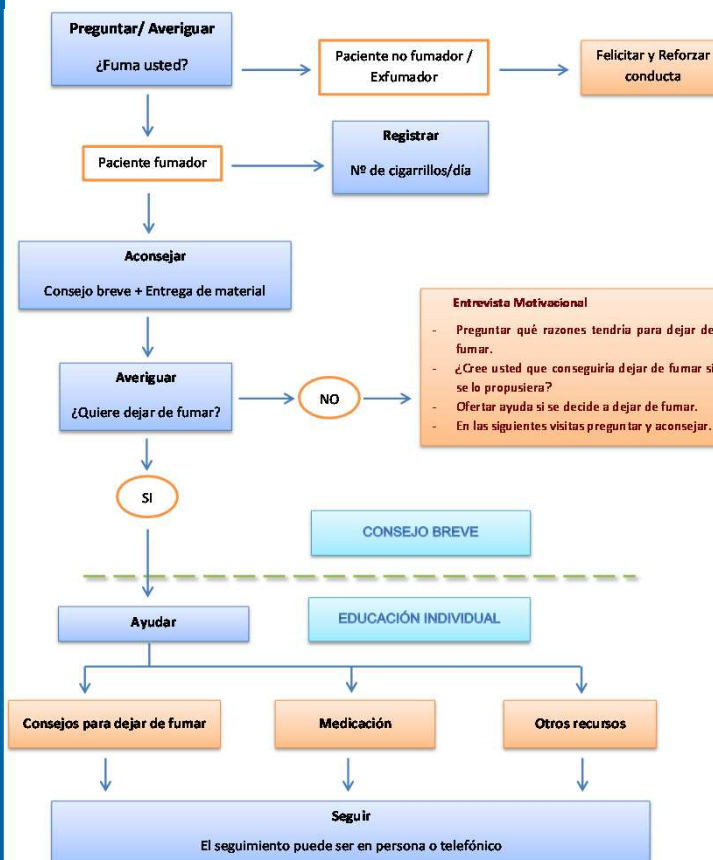 Preguntar/ Averiguar
¿Fuma usted?
Paciente no fumador /
Exfumador
Felicitar y Reforzar
conducta
Paciente fumador
Registrar
Nº de cigarrillos/día
Aconsejar
Consejo breve + Entrega de material
Averiguar
¿Quiere dejar de fumar?
NO
Entrevista Motivacional
- Preguntar qué razones tendría para dejar de
fumar.
- ¿Cree usted que conseguiría dejar de fumar si
se lo propusiera?
- Ofertar ayuda si se decide a dejar de fumar.
- En las siguientes visitas preguntar y aconsejar.
SI
CONSEJO BREVE
EDUCACIÓN INDIVIDUAL
Ayudar
Consejos para dejar de fumar
Medicación
Otros recursos
Seguir
El seguimiento puede ser en persona o telefónico